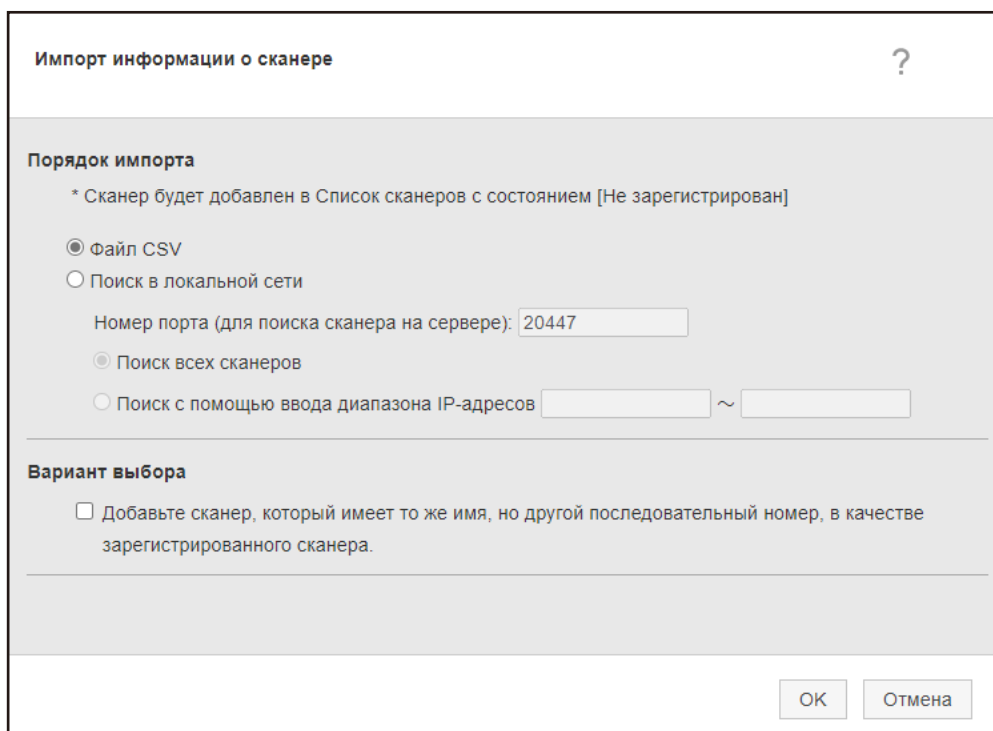 Импорт информации о сканере
?
Порядок импорта
* Сканер будет добавлен в Список сканеров с состоянием [Не зарегистрирован]
Файл CSV
Поиск в локальной сети
Номер порта (для поиска сканера на сервере): 20447
Поиск всех сканеров
Поиск с помощью ввода диапазона IP-адресов ~
Вариант выбора
Добавьте сканер, который имеет то же имя, но другой последовательный номер, в качестве
зарегистрированного сканера.
OK Отмена